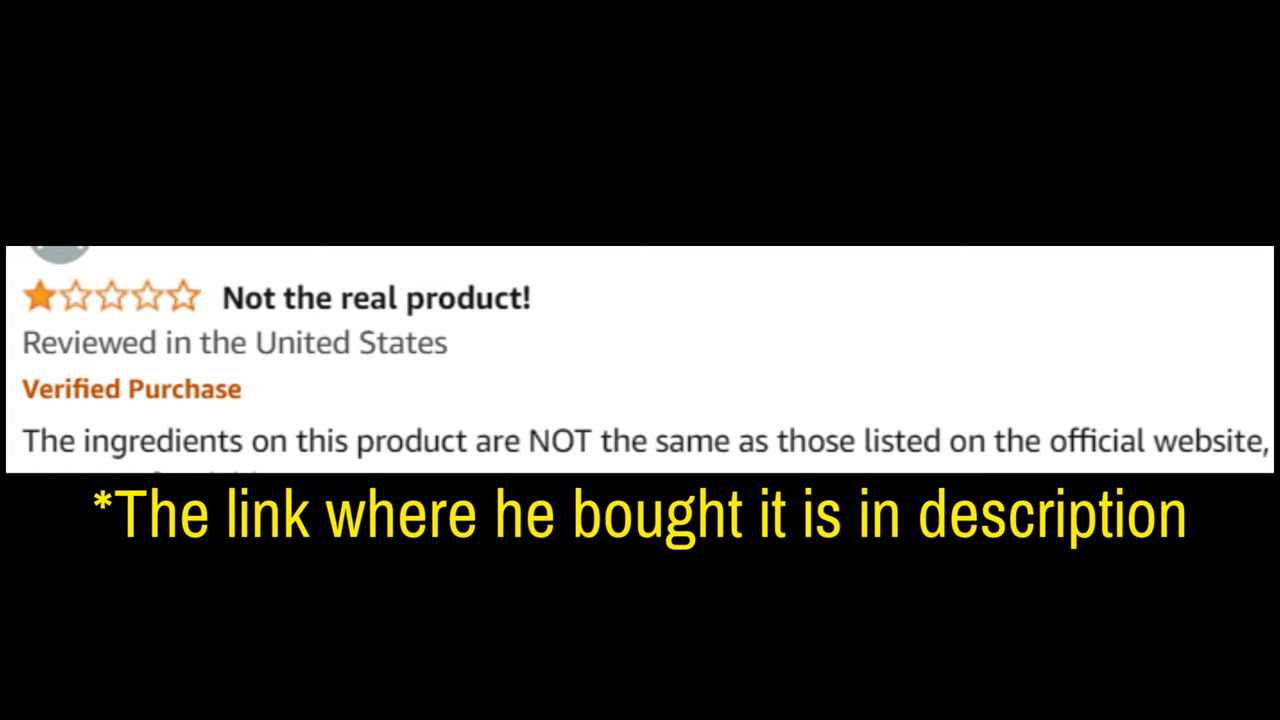 Not the real product!
Reviewed in the United States
Verified Purchase
The ingredients on this product are NOT the same as those listed on the official website,
*The link where he bought it is in description